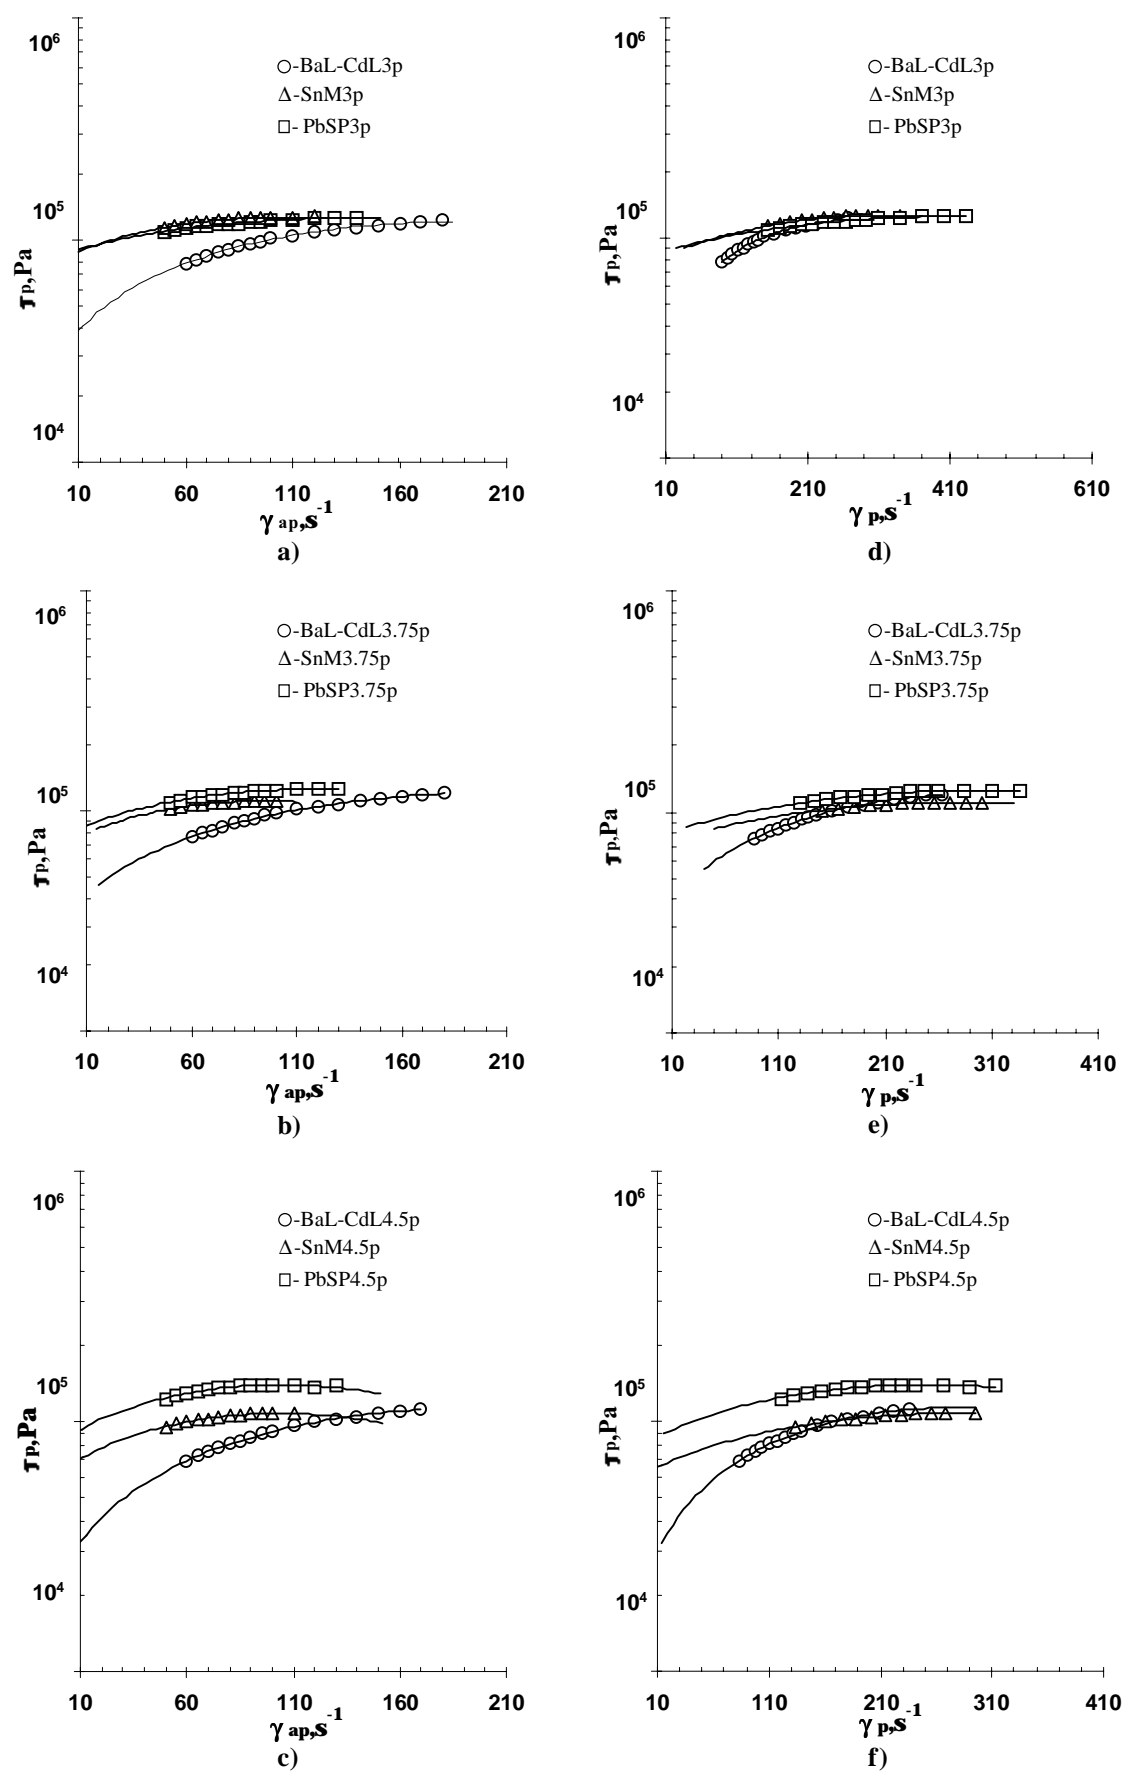 10⁶
○-BaL-CdL3p
△-SnM3p
□- PbSP3p
10⁵
τp,Pa
10⁴
10 60 110 160 210
γ ap,s⁻¹
a)
10⁶
○-BaL-CdL3p
△-SnM3p
□- PbSP3p
10⁵
τp,Pa
10⁴
10 210 410 610
γ p,s⁻¹
d)
10⁶
○-BaL-CdL3.75p
△-SnM3.75p
□- PbSP3.75p
10⁵
τp,Pa
10⁴
10 60 110 160 210
γ ap,s⁻¹
b)
10⁶
○-BaL-CdL3.75p
△-SnM3.75p
□- PbSP3.75p
10⁵
τp,Pa
10⁴
10 110 210 310 410
γ p,s⁻¹
e)
10⁶
○-BaL-CdL4.5p
△-SnM4.5p
□- PbSP4.5p
10⁵
τp,Pa
10⁴
10 60 110 160 210
γ ap,s⁻¹
c)
10⁶
○-BaL-CdL4.5p
△-SnM4.5p
□- PbSP4.5p
10⁵
τp,Pa
10⁴
10 110 210 310 410
γ p,s⁻¹
f)